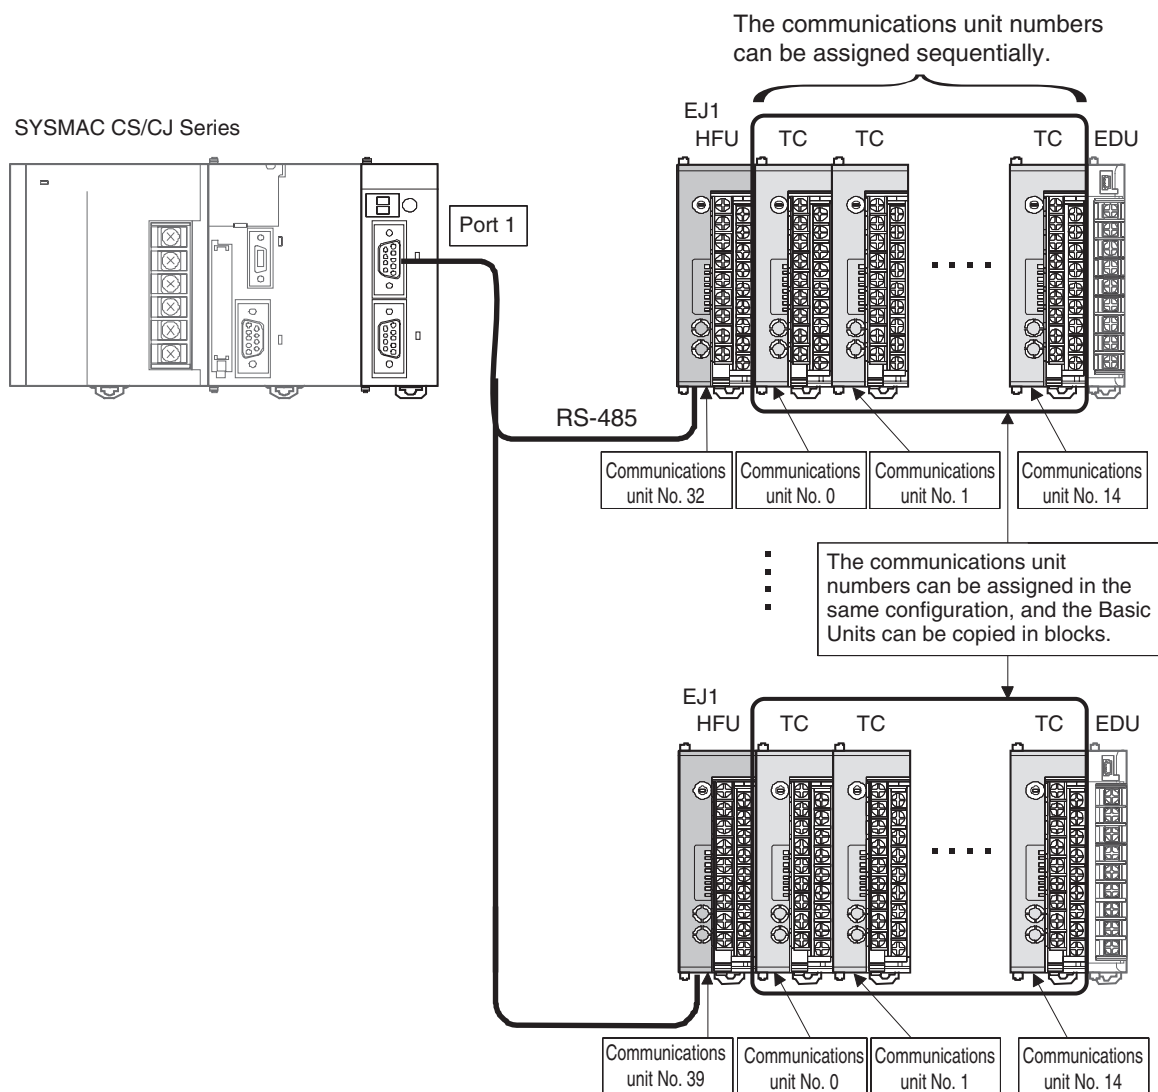 The communications unit numbers
can be assigned sequentially.
SYSMAC CS/CJ Series
EJ1
HFU TC TC TC EDU
Port 1
RS-485
Communications
unit No. 32
Communications
unit No. 0
Communications
unit No. 1
Communications
unit No. 14
The communications unit
numbers can be assigned in the
same configuration, and the Basic
Units can be copied in blocks.
EJ1
HFU TC TC TC EDU
Communications
unit No. 39
Communications
unit No. 0
Communications
unit No. 1
Communications
unit No. 14